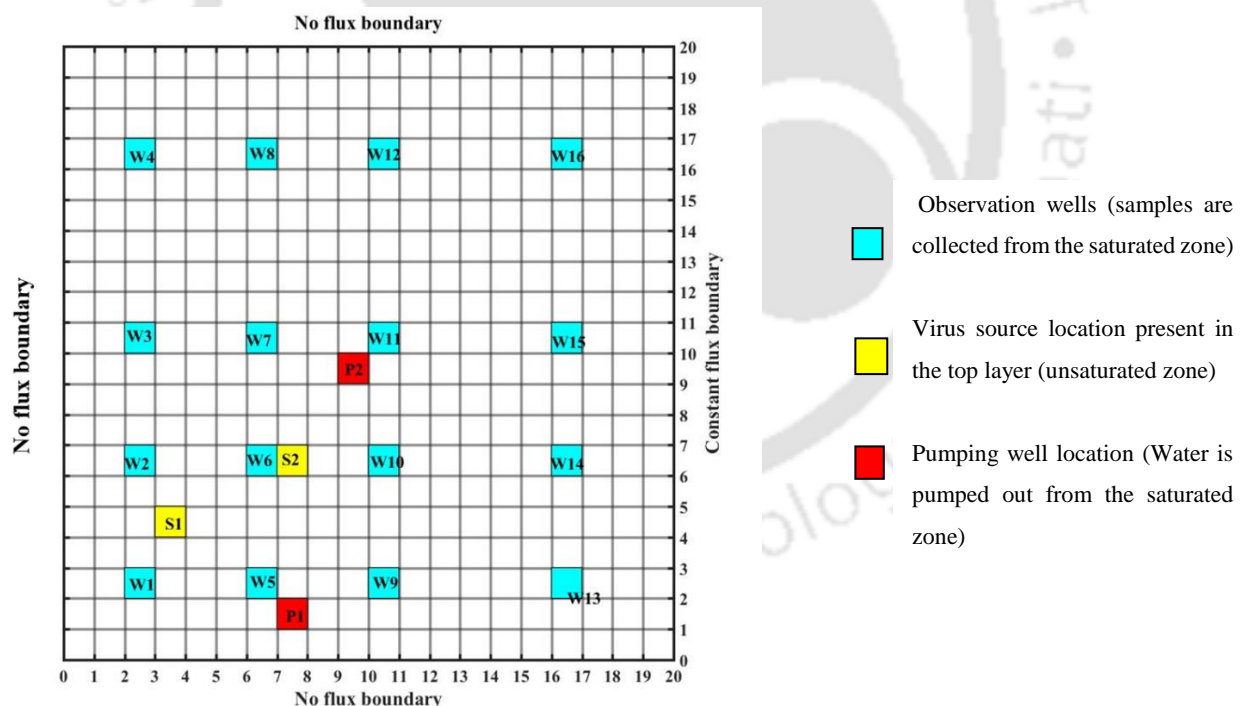 No flux boundary
20
19
18
17
W4 W8 W12 W16
16
15
14
13
12
11
W3 W7 W11 W15
10
P2
9
8
7
W2 W6 S2 W10 W14
6
5
S1
4
3
W1 W5 W9
W13
2
P1
1
0
0 1 2 3 4 5 6 7 8 9 10 11 12 13 14 15 16 17 18 19 20
No flux boundary
No flux boundary
Constant flux boundary
Observation wells (samples are
collected from the saturated zone)
Virus source location present in
the top layer (unsaturated zone)
Pumping well location (Water is
pumped out from the saturated
zone)
ati
olog